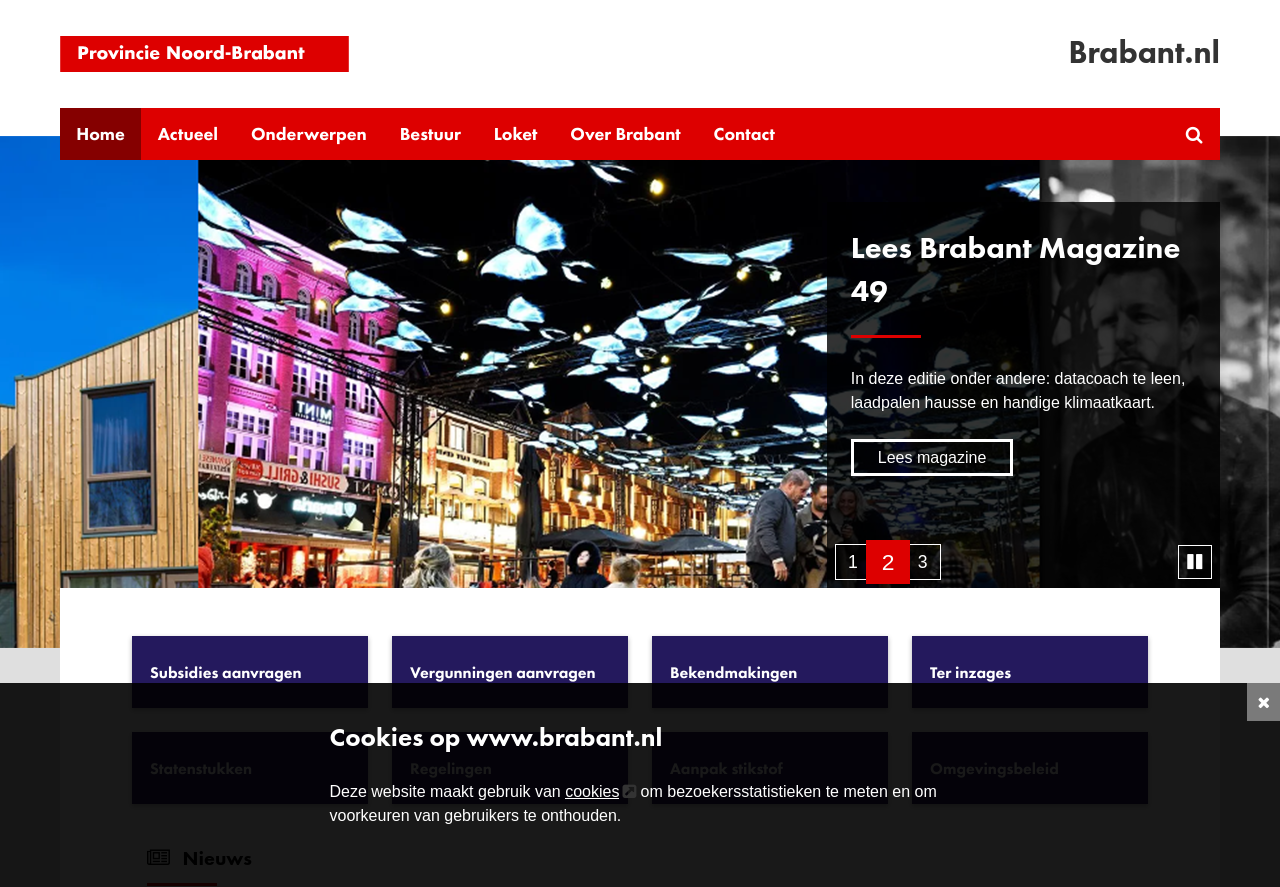 Provincie Noord-Brabant
Brabant.nl
Home Actueel Onderwerpen Bestuur Loket Over Brabant Contact
Lees Brabant Magazine
49
In deze editie onder andere: datacoach te leen,
laadpalen hausse en handige klimaatkaart.
Lees magazine
THIM
SUSHI & GRILL
1 2 3
Subsidies aanvragen
Vergunningen aanvragen
Bekendmakingen
Ter inzages
Statenstukken
Regelingen
Aanpak stikstof
Omgevingsbeleid
Cookies op www.brabant.nl
Deze website maakt gebruik van cookies om bezoekersstatistieken te meten en om
voorkeuren van gebruikers te onthouden.
Nieuws